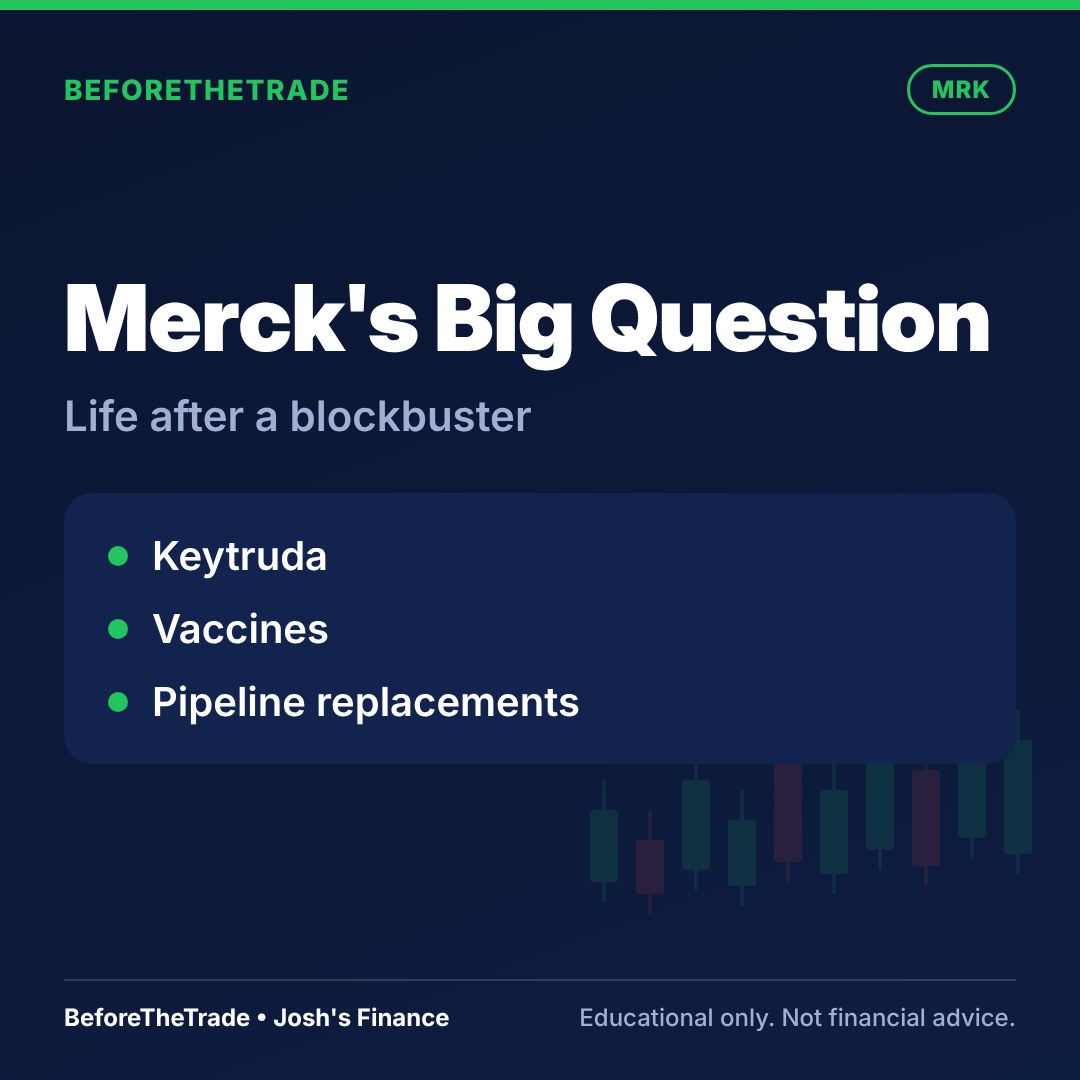 BEFORETHETRADE
MRK
Merck's Big Question
Life after a blockbuster
Keytruda
Vaccines
Pipeline replacements
BeforeTheTrade • Josh's Finance
Educational only. Not financial advice.